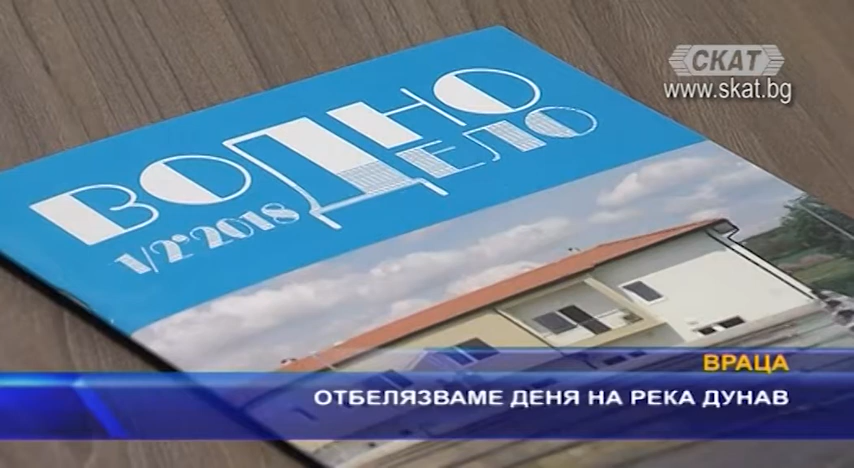 СКАТ
www.skat.bg
ВОДНО
ДЕЛО
1/2•2018
ВРАЦА
ОТБЕЛЯЗВАМЕ ДЕНЯ НА РЕКА ДУНАВ